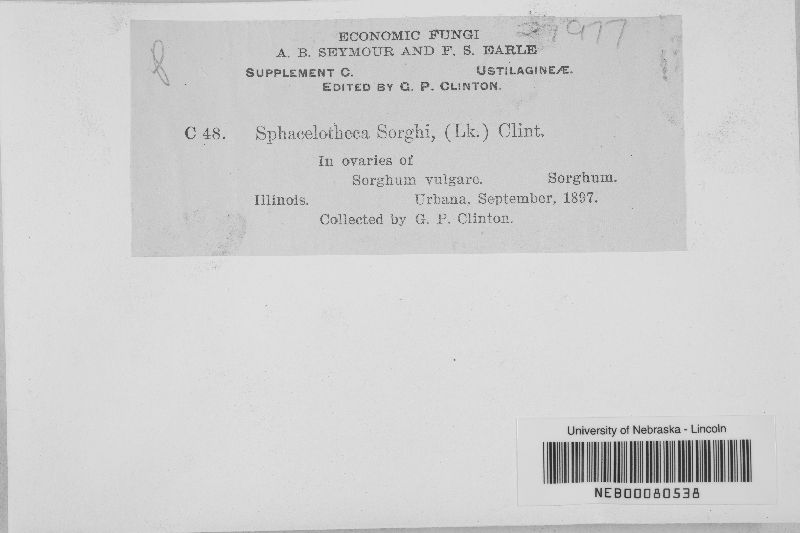 ECONOMIC FUNGI
A. B. SEYMOUR AND F. S. EARLE
SUPPLEMENT C. USTILAGINEÆ.
EDITED BY G. P. CLINTON.
C 48. Sphacelotheca Sorghi, (Lk.) Clint.
In ovaries of
Sorghum vulgare. Sorghum.
Illinois. Urbana. September, 1897.
Collected by G. P. Clinton.
University of Nebraska - Lincoln
NEB00080538